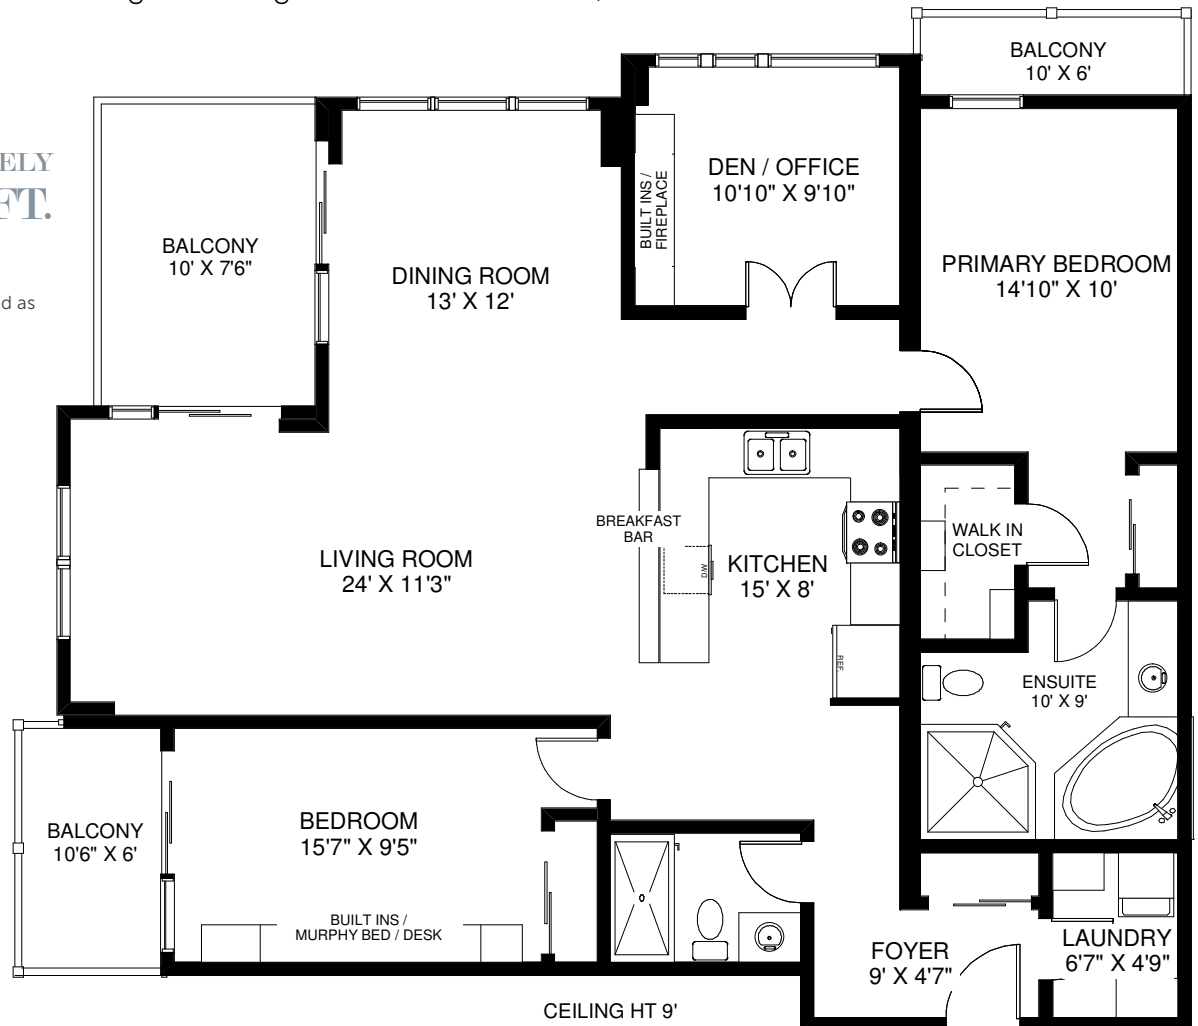 BALCONY
10' X 6'
ELY
FT.
d as
BALCONY
10' X 7'6"
DINING ROOM
13' X 12'
BUILT INS /
FIREPLACE
DEN / OFFICE
10'10" X 9'10"
PRIMARY BEDROOM
14'10" X 10'
LIVING ROOM
24' X 11'3"
BREAKFAST
BAR
D.W
KITCHEN
15' X 8'
REF.
WALK IN
CLOSET
ENSUITE
10' X 9'
BALCONY
10'6" X 6'
BEDROOM
15'7" X 9'5"
BUILT INS /
MURPHY BED / DESK
FOYER
9' X 4'7"
LAUNDRY
6'7" X 4'9"
CEILING HT 9'